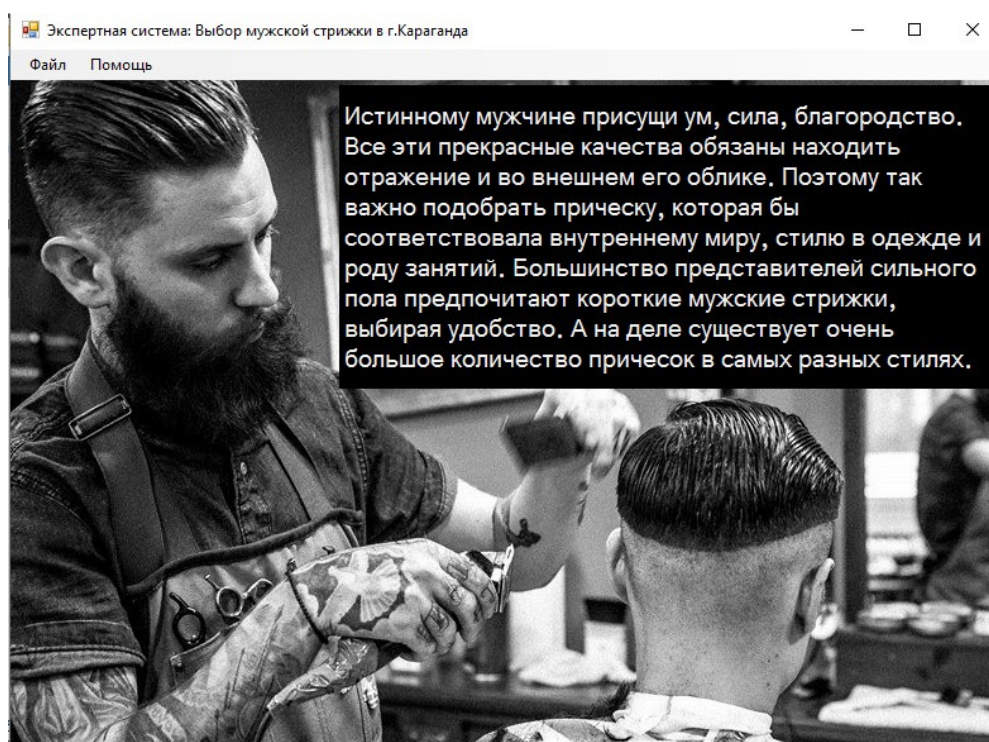 Экспертная система: Выбор мужской стрижки в г.Караганда
Файл Помощь
Истинному мужчине присущи ум, сила, благородство.
Все эти прекрасные качества обязаны находить
отражение и во внешнем его облике. Поэтому так
важно подобрать прическу, которая бы
соответствовала внутреннему миру, стилю в одежде и
роду занятий. Большинство представителей сильного
пола предпочитают короткие мужские стрижки,
выбирая удобство. А на деле существует очень
большое количество причесок в самых разных стилях.